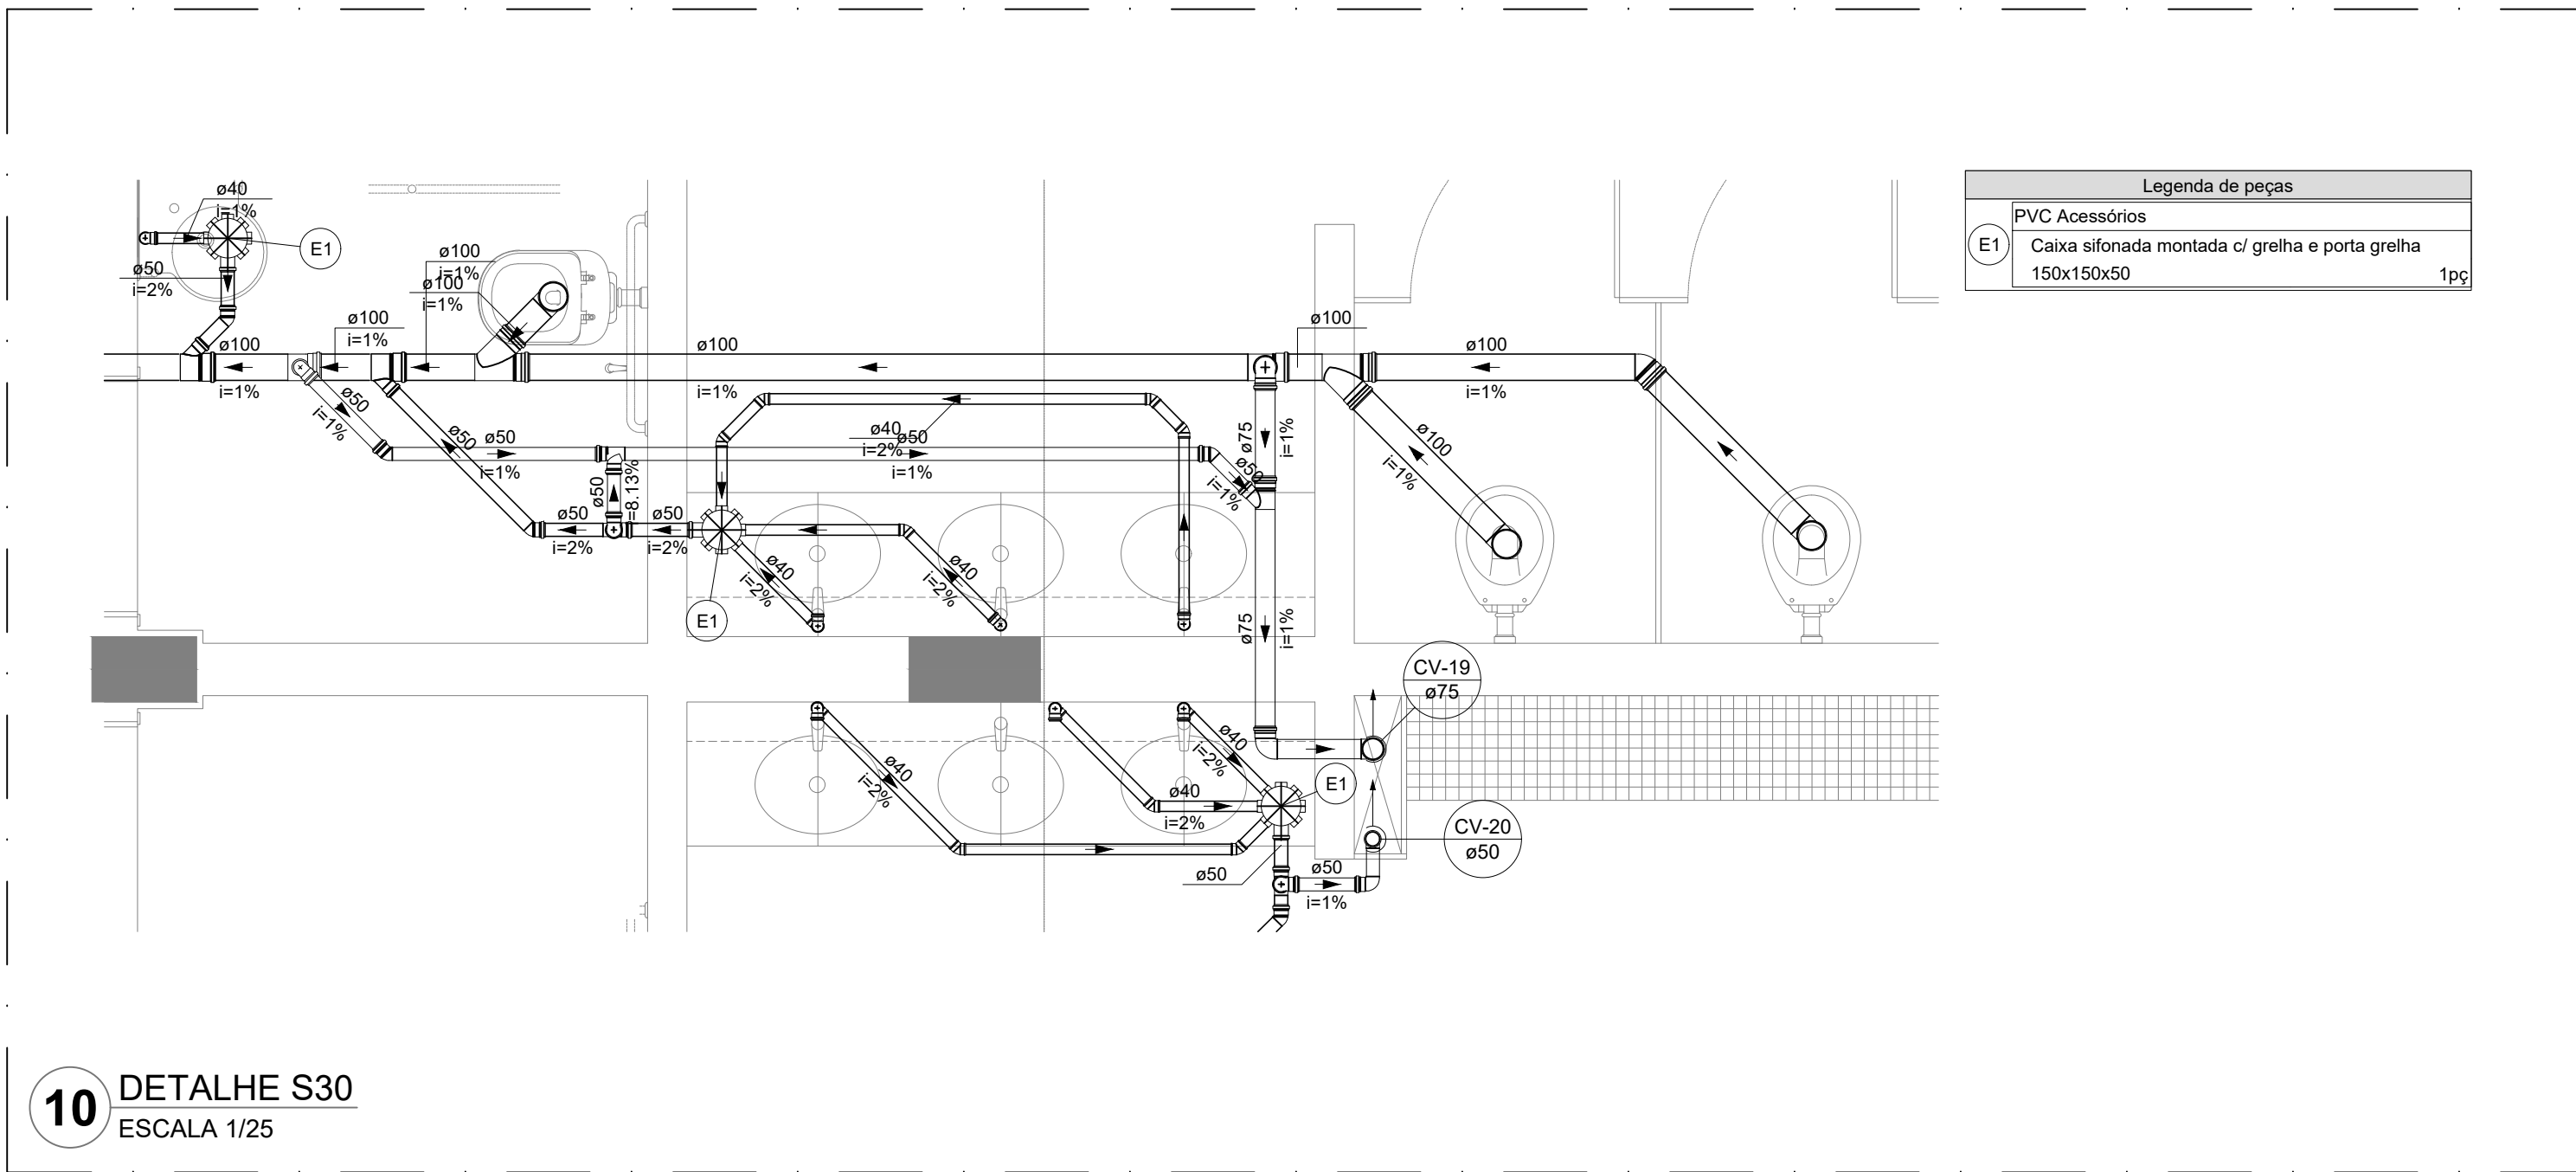 ø40
i=1%
E1
ø50
i=2%
ø100
i=1%
ø100
i=1%
ø100
i=1%
ø100
i=1%
ø100
i=1%
ø100
ø100
i=1%
ø50
i=1%
ø50
ø50
i=1%
ø40
i=2%
ø50
i=1%
ø75
i=1%
ø50
i=1%
ø100
i=1%
ø50
i=8.13%
ø50
i=2%
ø50
i=2%
ø40
i=2%
ø40
i=2%
E1
ø75
i=1%
CV-19
ø75
ø40
i=2%
ø40
i=2%
E1
ø40
i=2%
CV-20
ø50
ø50
ø50
i=1%
Legenda de peças
PVC Acessórios
E1
Caixa sifonada montada c/ grelha e porta grelha
150x150x50 1pç
10
DETALHE S30
ESCALA 1/25